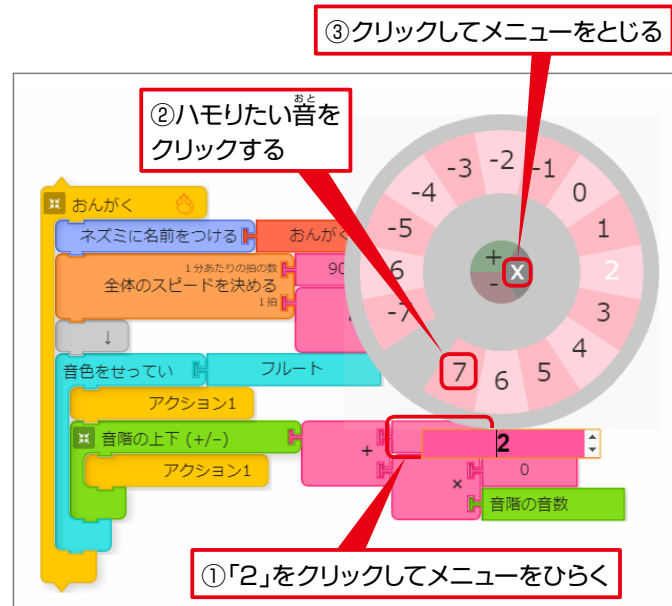 ③クリックしてメニューをとじる
おと
②ハモりたい音を
クリックする
-3 -2 -1
-4 0
-5 1
6 + X 2
-7 - 3
7 6 5 4
おんがく
ネズミに名前をつける おんがく
1分あたりの拍の数 90
全体のスピードを決める
1拍
↓
音色をせってい フルート
アクション1
音階の上下 (+/−) + 2
アクション1 × 0
音階の音数
①「2」をクリックしてメニューをひらく